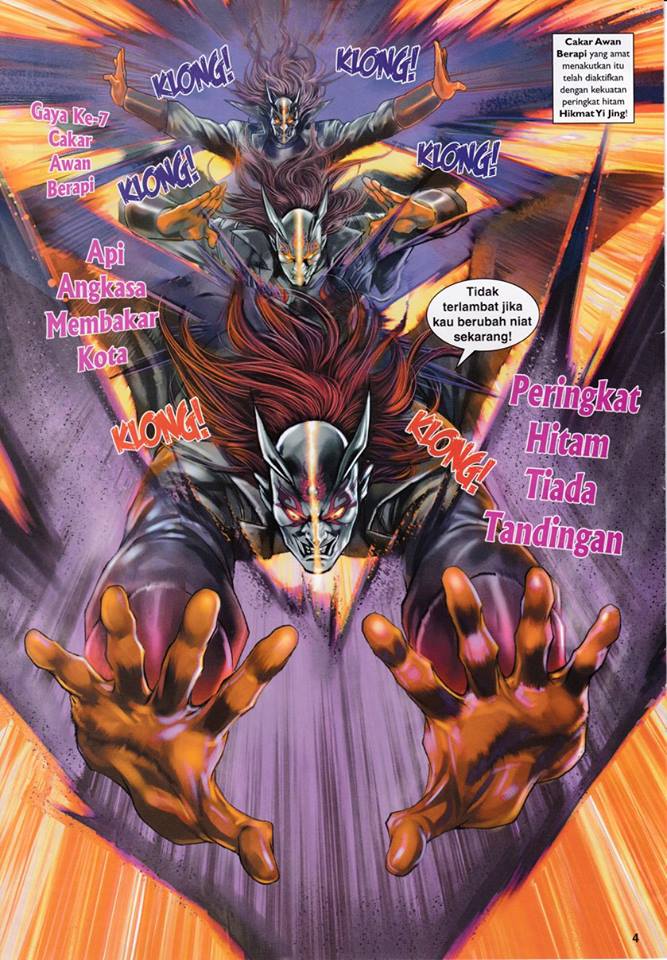 Cakar Awan
Berapi yang amat
menakutkan itu
telah diaktifkan
dengan kekuatan
peringkat hitam
Hikmat Yi Jing!
KLONG!
KLONG!
Gaya Ke-7
Cakar
Awan
Berapi
KLONG!
KLONG!
Api
Angkasa
Membakar
Kota
Tidak
terlambat jika
kau berubah niat
sekarang!
KLONG!
KLONG!
Peringkat
Hitam
Tiada
Tandingan
4